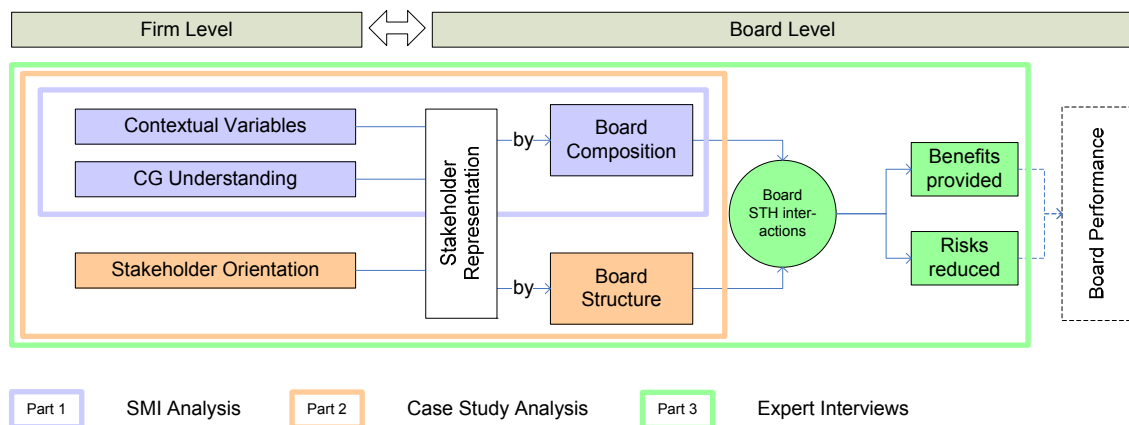 Firm Level
Board Level
Contextual Variables
CG Understanding
Stakeholder Orientation
Stakeholder
Representation
by
Board
Composition
by
Board
Structure
Board
STH inter-
actions
Benefits
provided
Risks
reduced
Board Performance
Part 1
SMI Analysis
Part 2
Case Study Analysis
Part 3
Expert Interviews